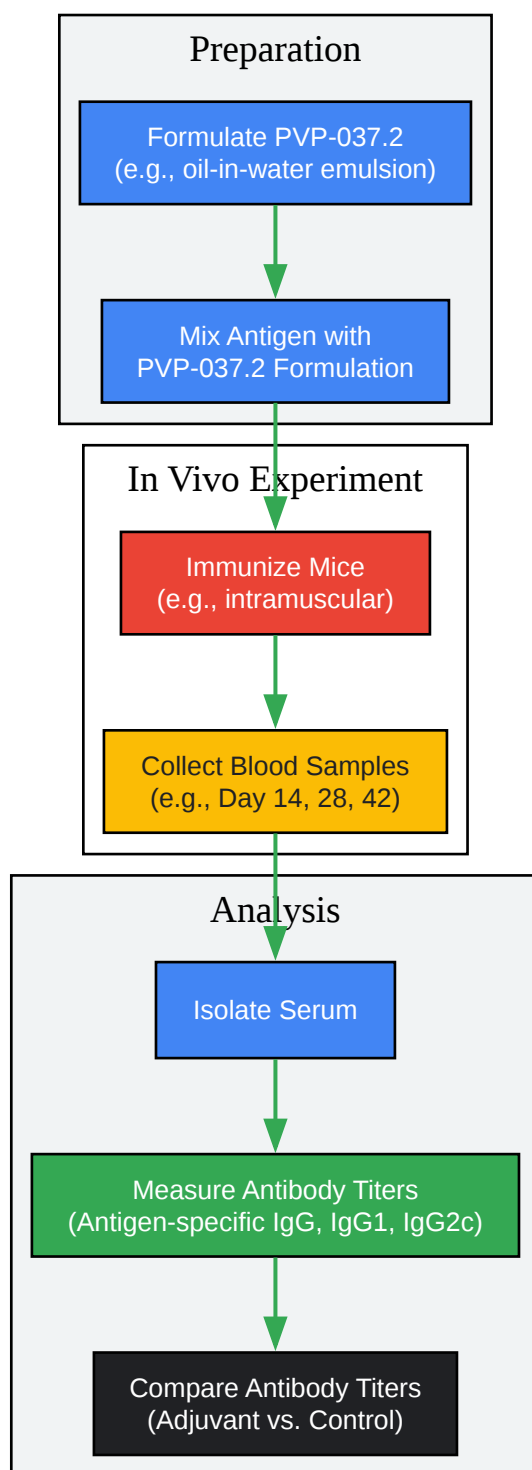 Preparation
Formulate PVP-037.2
(e.g., oil-in-water emulsion)
Mix Antigen with
PVP-037.2 Formulation
In Vivo Experiment
Immunize Mice
(e.g., intramuscular)
Collect Blood Samples
(e.g., Day 14, 28, 42)
Analysis
Isolate Serum
Measure Antibody Titers
(Antigen-specific IgG, IgG1, IgG2c)
Compare Antibody Titers
(Adjuvant vs. Control)